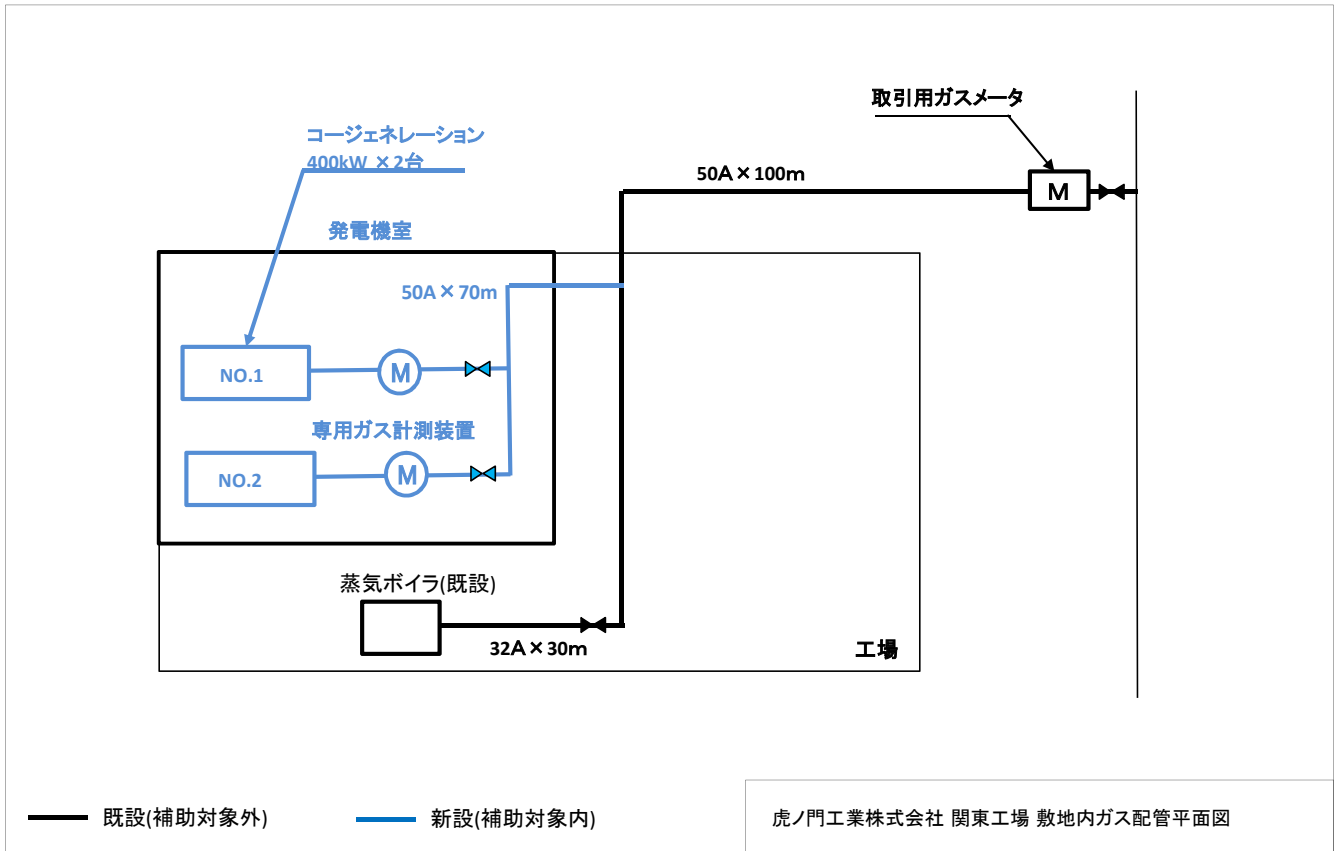 取引用ガスメータ
コージェネレーション
400kW ×2台
50A×100m
M
発電機室
50A×70m
NO.1
M
専用ガス計測装置
NO.2
M
蒸気ボイラ(既設)
32A×30m
工場
既設(補助対象外)
新設(補助対象内)
虎ノ門工業株式会社 関東工場 敷地内ガス配管平面図